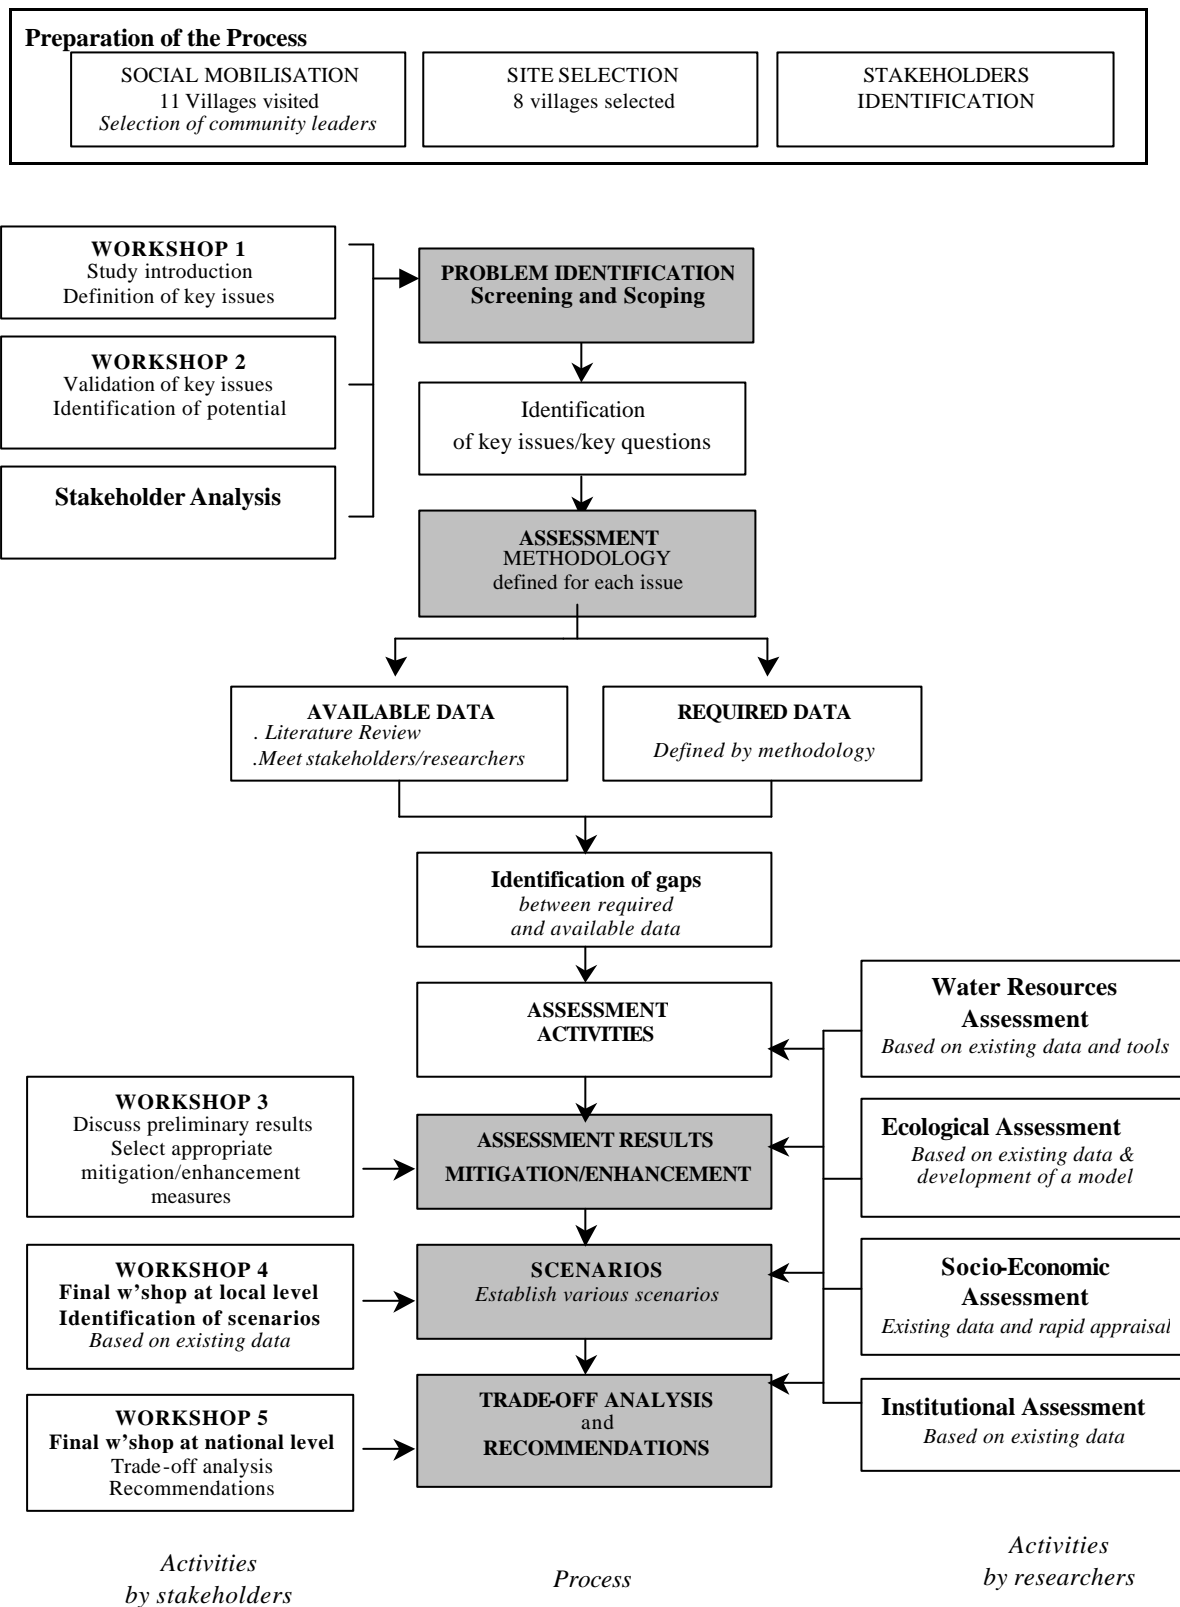 Preparation of the Process
SOCIAL MOBILISATION
11 Villages visited
Selection of community leaders
SITE SELECTION
8 villages selected
STAKEHOLDERS
IDENTIFICATION
WORKSHOP 1
Study introduction
Definition of key issues
WORKSHOP 2
Validation of key issues
Identification of potential
Stakeholder Analysis
PROBLEM IDENTIFICATION
Screening and Scoping
Identification
of key issues/key questions
ASSESSMENT
METHODOLOGY
defined for each issue
AVAILABLE DATA
. Literature Review
.Meet stakeholders/researchers
REQUIRED DATA
Defined by methodology
Identification of gaps
between required
and available data
ASSESSMENT
ACTIVITIES
Water Resources
Assessment
Based on existing data and tools
WORKSHOP 3
Discuss preliminary results
Select appropriate
mitigation/enhancement
measures
ASSESSMENT RESULTS
MITIGATION/ENHANCEMENT
Ecological Assessment
Based on existing data &
development of a model
WORKSHOP 4
Final w'shop at local level
Identification of scenarios
Based on existing data
SCENARIOS
Establish various scenarios
Socio-Economic
Assessment
Existing data and rapid appraisal
WORKSHOP 5
Final w'shop at national level
Trade-off analysis
Recommendations
TRADE-OFF ANALYSIS
and
RECOMMENDATIONS
Institutional Assessment
Based on existing data
Activities
by stakeholders
Process
Activities
by researchers